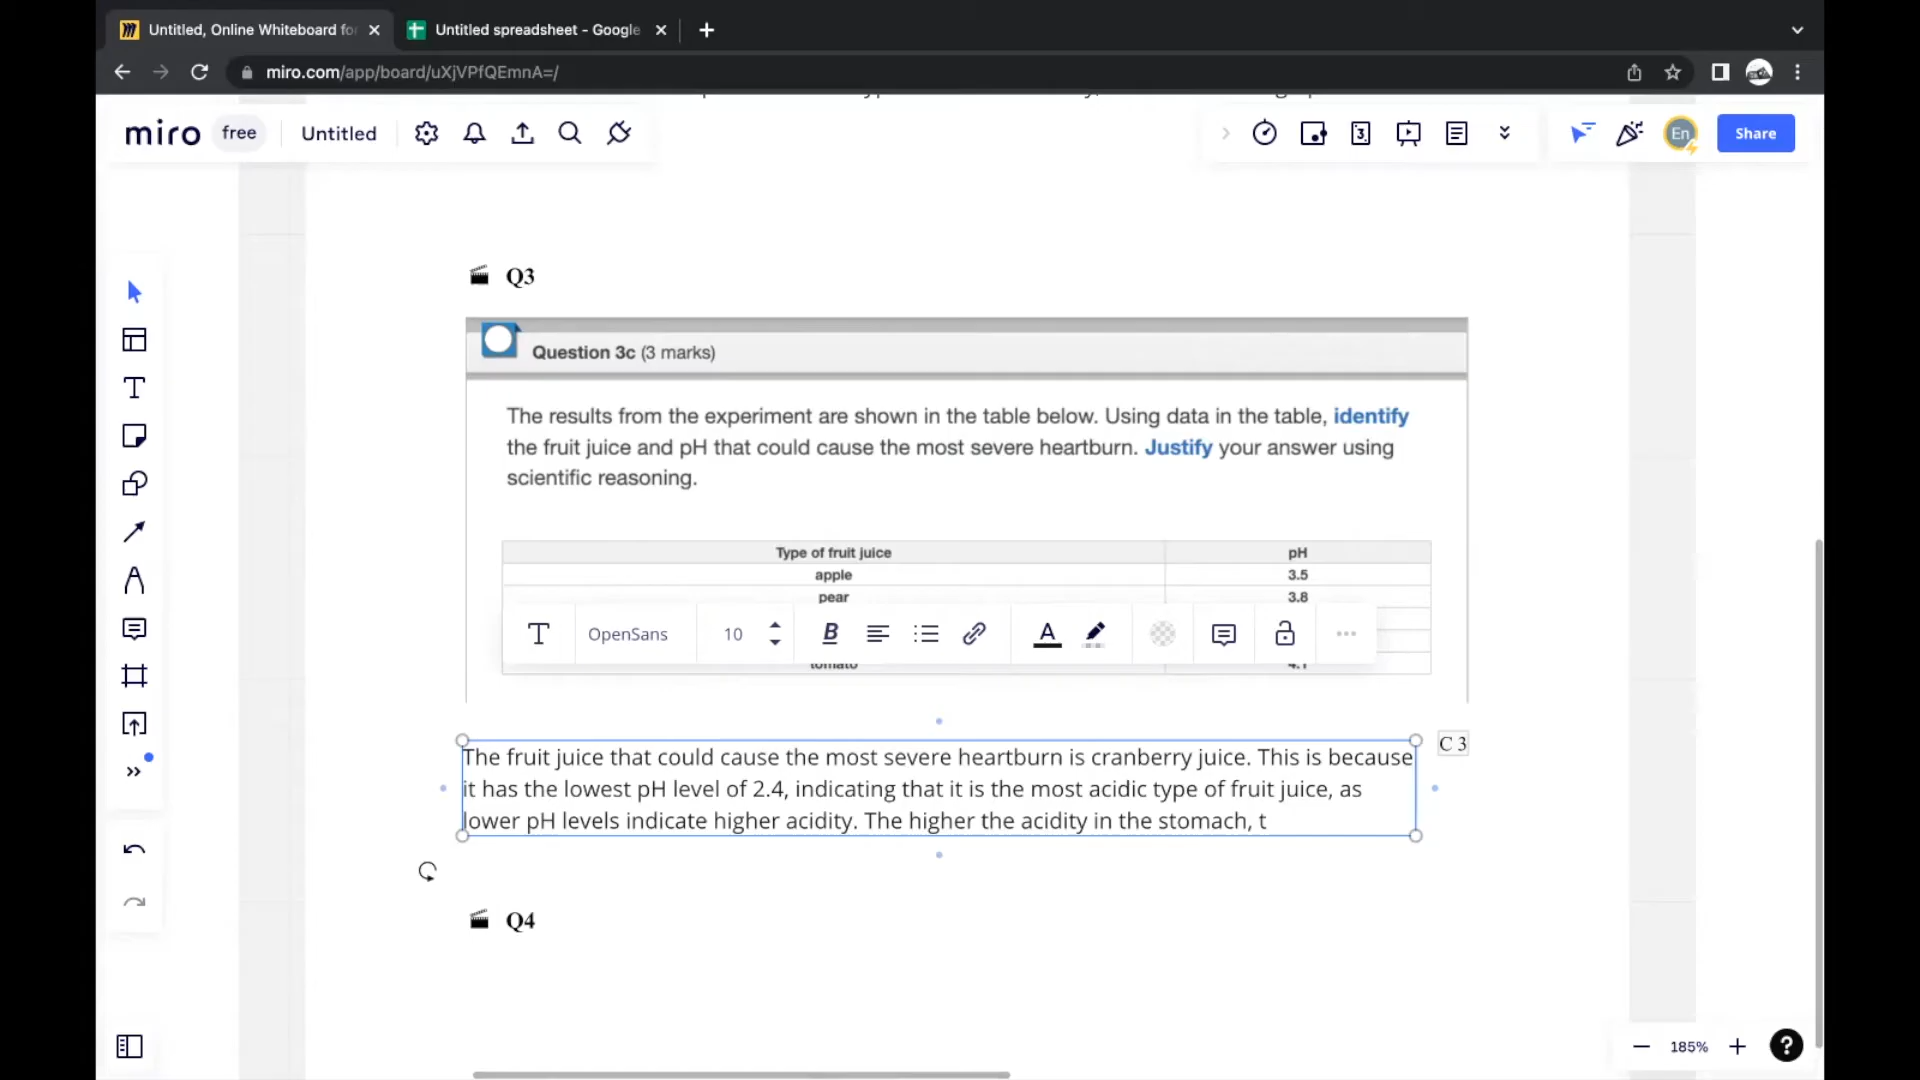 Untitled, Online Whiteboard for
Untitled spreadsheet - Google
miro.com/app/board/uXjVPfQEmnA=/
miro
free
Untitled
3
En
Share
Q3
Question 3c (3 marks)
The results from the experiment are shown in the table below. Using data in the table, identify
the fruit juice and pH that could cause the most severe heartburn. Justify your answer using
scientific reasoning.
Type of fruit juice pH
apple 3.5
pear 3.8
T OpenSans 10 B A
tomato 4.1
The fruit juice that could cause the most severe heartburn is cranberry juice. This is because
it has the lowest pH level of 2.4, indicating that it is the most acidic type of fruit juice, as
lower pH levels indicate higher acidity. The higher the acidity in the stomach, t
C 3
Q4
185%